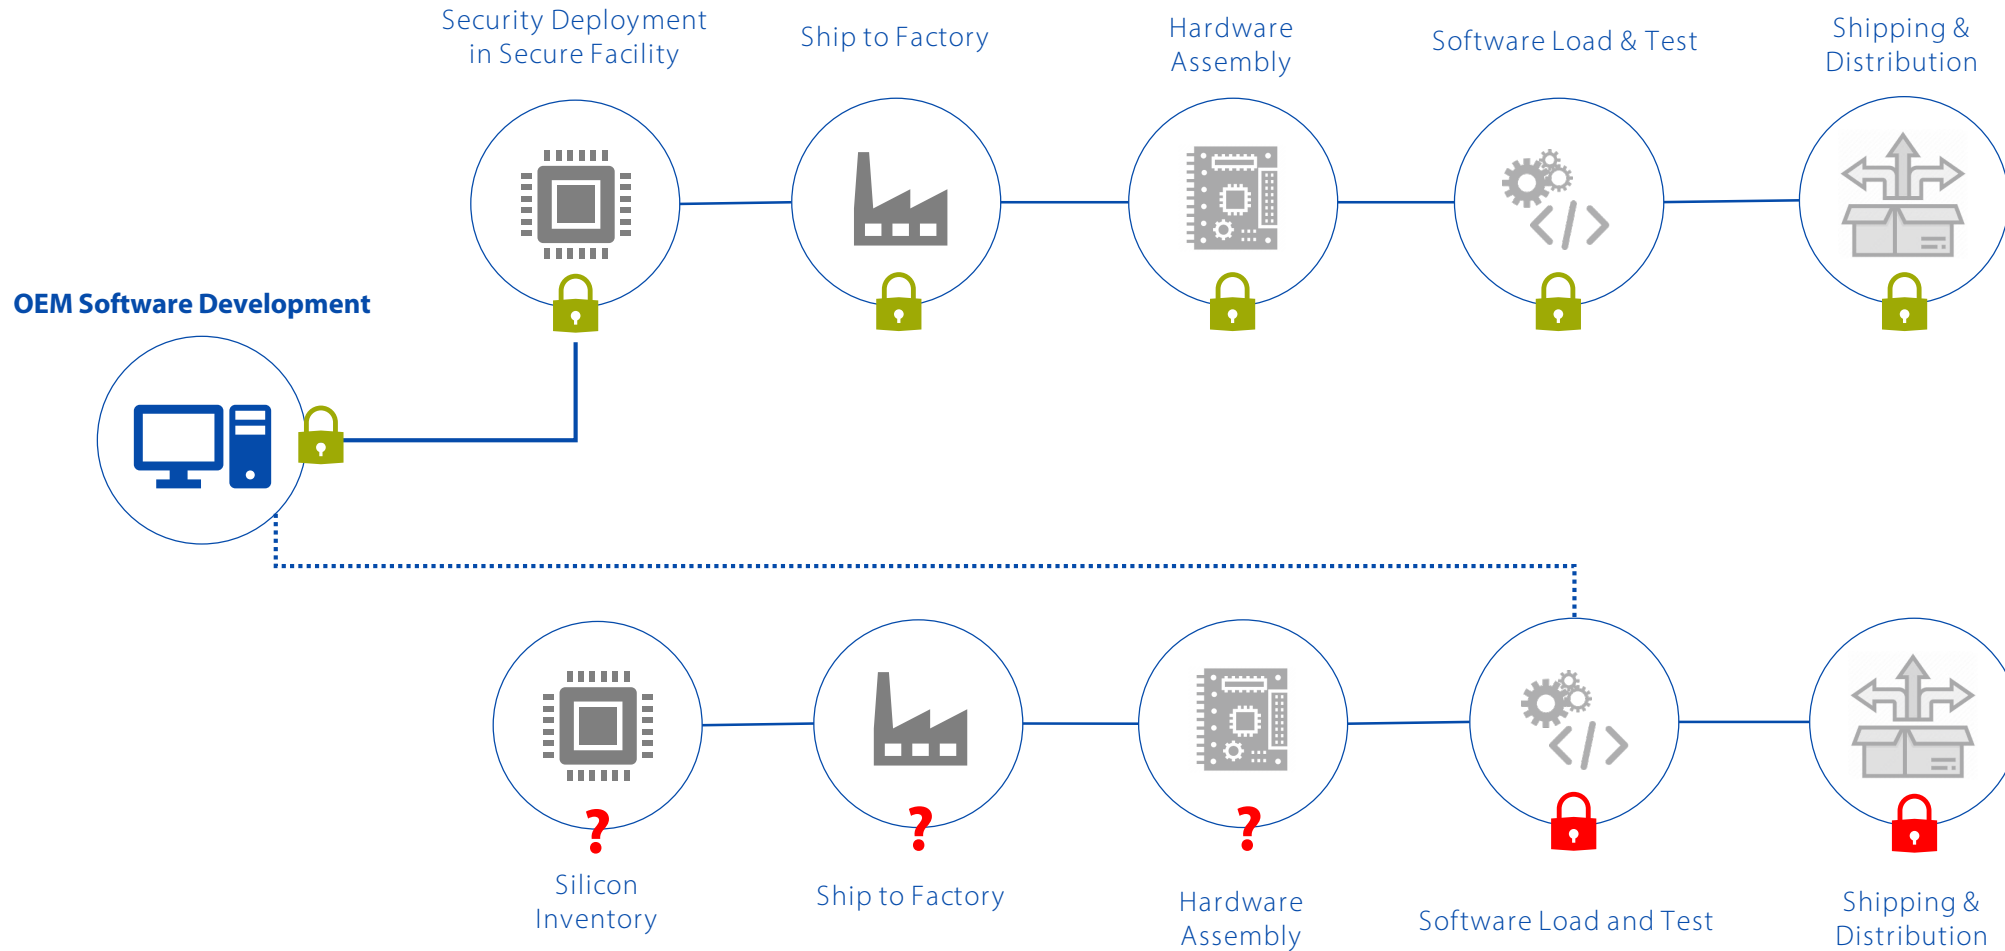 Security Deployment
in Secure Facility
Ship to Factory
Hardware
Assembly
Software Load & Test
Shipping &
Distribution
OEM Software Development
?
?
?
Silicon
Inventory
Ship to Factory
Hardware
Assembly
Software Load and Test
Shipping &
Distribution